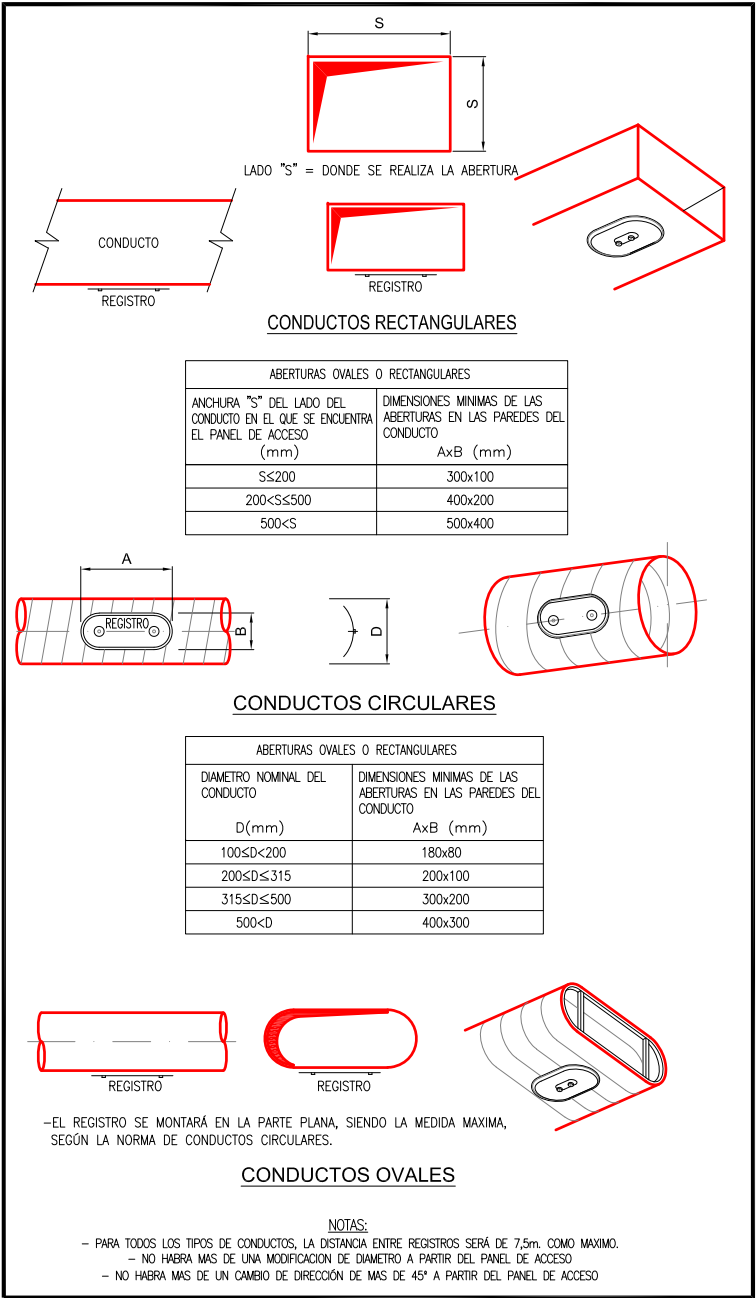 S
S
LADO "S" = DONDE SE REALIZA LA ABERTURA
CONDUCTO
REGISTRO
REGISTRO
CONDUCTOS RECTANGULARES
ABERTURAS OVALES O RECTANGULARES
ANCHURA "S" DEL LADO DEL
CONDUCTO EN EL QUE SE ENCUENTRA
EL PANEL DE ACCESO
(mm)
DIMENSIONES MINIMAS DE LAS
ABERTURAS EN LAS PAREDES DEL
CONDUCTO
AxB (mm)
S≤200 300x100
200<S≤500 400x200
500<S 500x400
A
REGISTRO
B
D
CONDUCTOS CIRCULARES
ABERTURAS OVALES O RECTANGULARES
DIAMETRO NOMINAL DEL
CONDUCTO
D(mm)
DIMENSIONES MINIMAS DE LAS
ABERTURAS EN LAS PAREDES DEL
CONDUCTO
AxB (mm)
100≤D<200 180x80
200≤D≤315 200x100
315≤D≤500 300x200
500<D 400x300
REGISTRO
REGISTRO
-EL REGISTRO SE MONTARÁ EN LA PARTE PLANA, SIENDO LA MEDIDA MAXIMA,
SEGÚN LA NORMA DE CONDUCTOS CIRCULARES.
CONDUCTOS OVALES
NOTAS:
- PARA TODOS LOS TIPOS DE CONDUCTOS, LA DISTANCIA ENTRE REGISTROS SERÁ DE 7,5m. COMO MAXIMO.
- NO HABRA MAS DE UNA MODIFICACION DE DIAMETRO A PARTIR DEL PANEL DE ACCESO
- NO HABRA MAS DE UN CAMBIO DE DIRECCIÓN DE MAS DE 45° A PARTIR DEL PANEL DE ACCESO